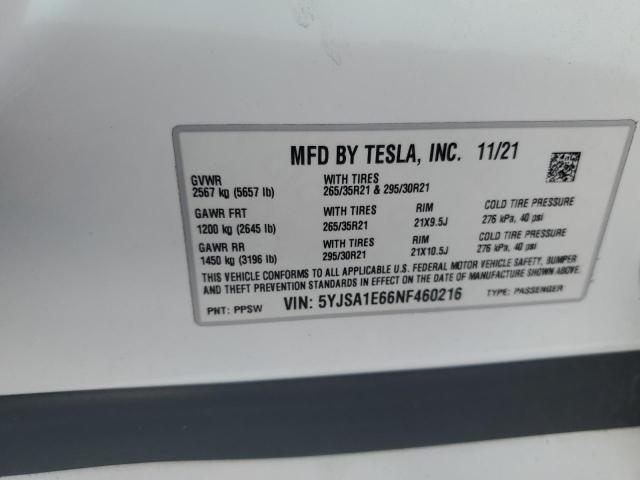 MFD BY TESLA, INC. 11/21
GVWR WITH TIRES
2567 kg (5657 lb) 265/35R21 & 295/30R21
GAWR FRT WITH TIRES RIM COLD TIRE PRESSURE
1200 kg (2645 lb) 265/35R21 21X9.5J 276 kPa, 40 psi
GAWR RR WITH TIRES RIM COLD TIRE PRESSURE
1450 kg (3196 lb) 295/30R21 21X10.5J 276 kPa, 40 psi
THIS VEHICLE CONFORMS TO ALL APPLICABLE U.S. FEDERAL MOTOR VEHICLE SAFETY, BUMPER
AND THEFT PREVENTION STANDARDS IN EFFECT ON THE DATE OF MANUFACTURE SHOWN ABOVE.
PNT: PPSW VIN: 5YJSA1E66NF460216 TYPE: PASSENGER